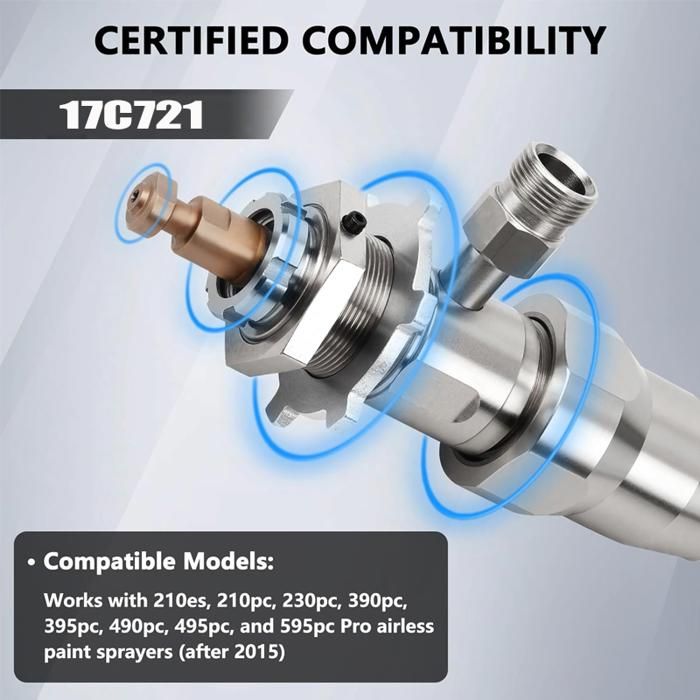 CERTIFIED COMPATIBILITY
17C721
• Compatible Models:
Works with 210es, 210pc, 230pc, 390pc,
395pc, 490pc, 495pc, and 595pc Pro airless
paint sprayers (after 2015)